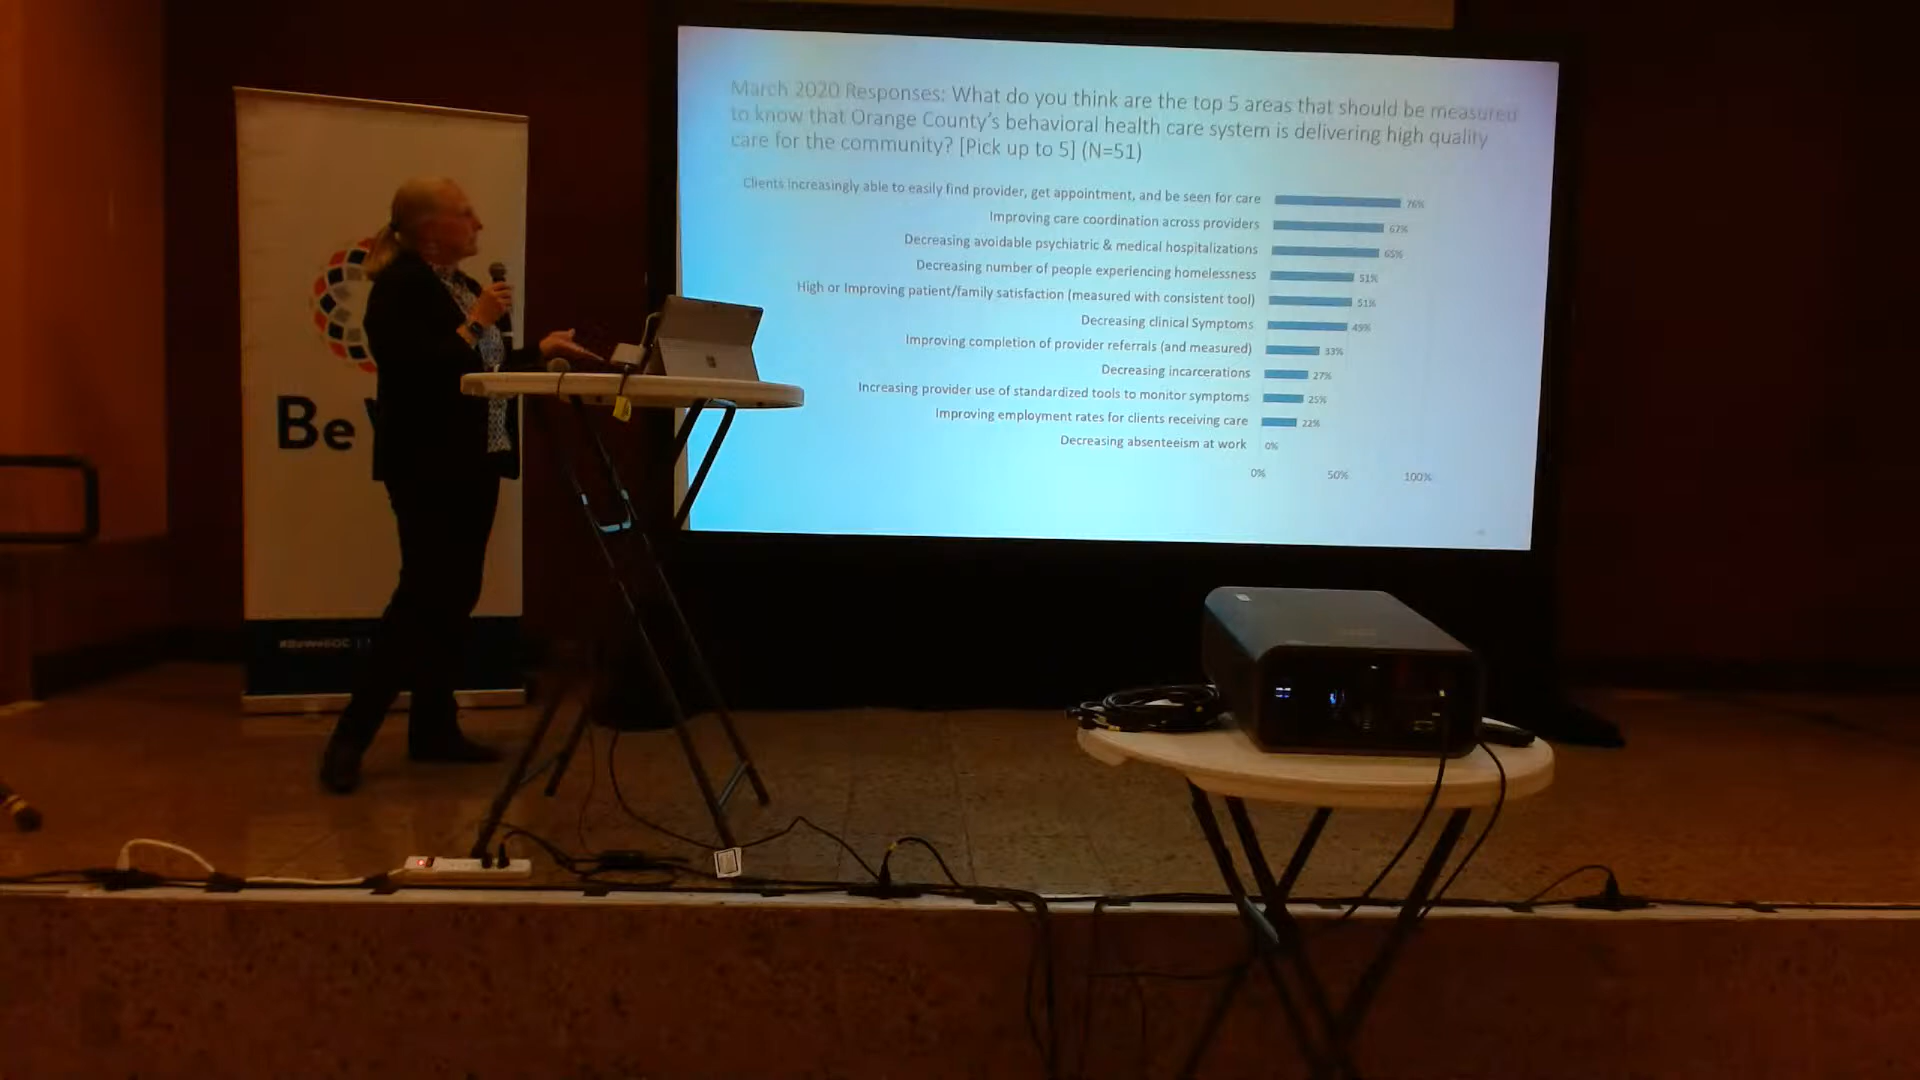 March 2020 Responses: What do you think are the top 5 areas that should be measured
to know that Orange County's behavioral health care system is delivering high quality
care for the community? [Pick up to 5] (N=51)
Clients increasingly able to easily find provider, get appointment, and be seen for care 76%
Improving care coordination across providers 67%
Decreasing avoidable psychiatric & medical hospitalizations 65%
Decreasing number of people experiencing homelessness 51%
High or Improving patient/family satisfaction (measured with consistent tool) 51%
Decreasing clinical Symptoms 49%
Improving completion of provider referrals (and measured) 33%
Decreasing incarcerations 27%
Increasing provider use of standardized tools to monitor symptoms 25%
Improving employment rates for clients receiving care 22%
Decreasing absenteeism at work 0%
0% 50% 100%
Be
#BeWellOC